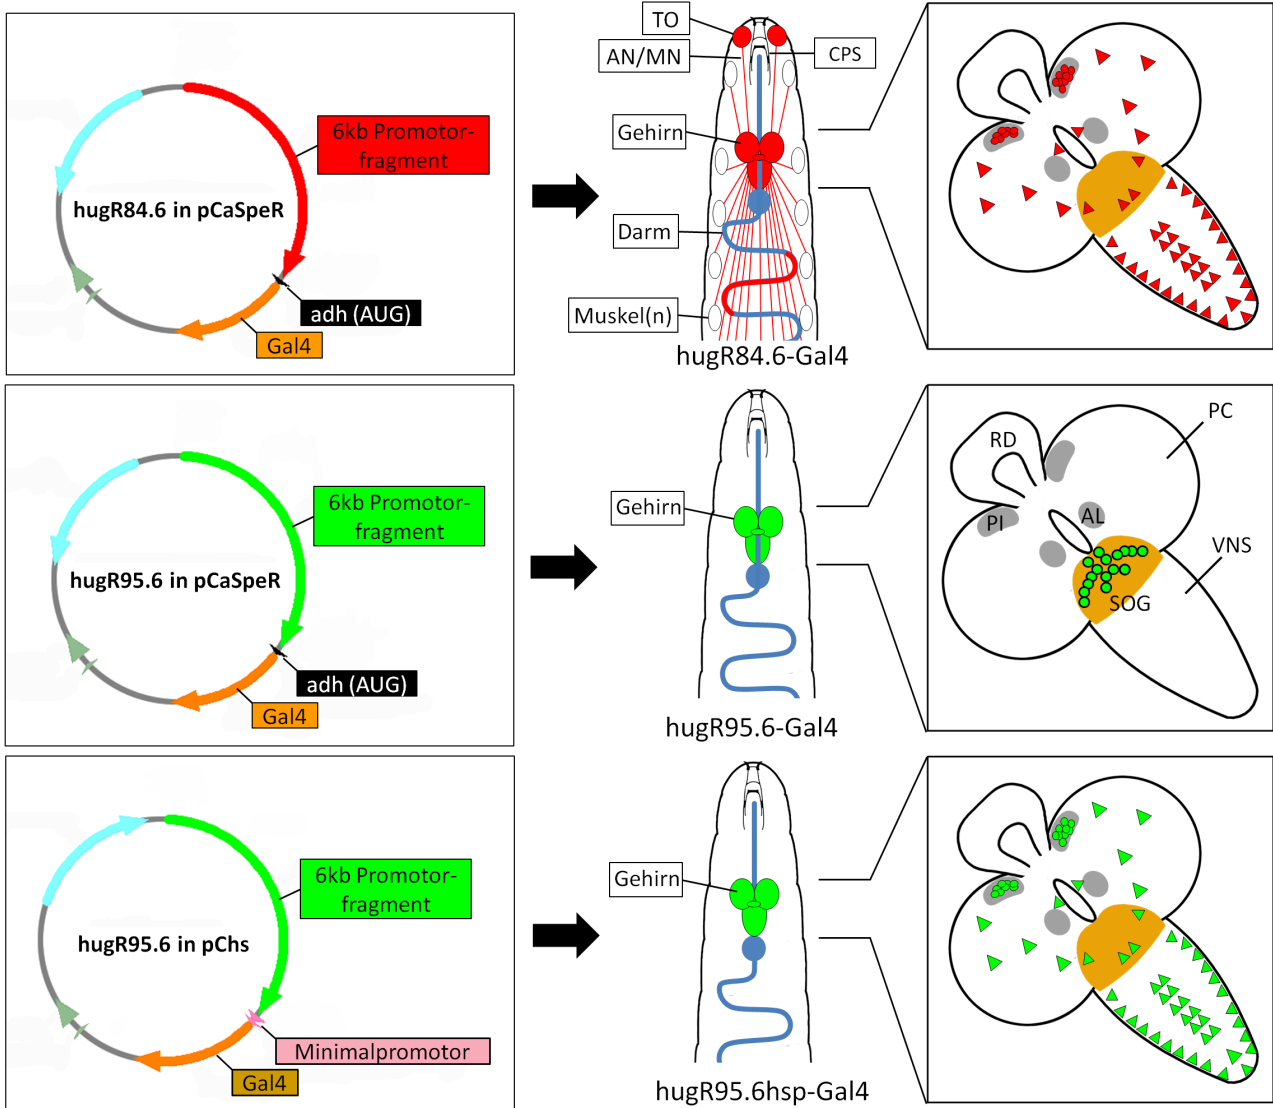 hugR84.6 in pCaSpeR
6kb Promotor-
fragment
adh (AUG)
Gal4
TO
AN/MN
CPS
Gehirn
Darm
Muskel(n)
hugR84.6-Gal4
hugR95.6 in pCaSpeR
6kb Promotor-
fragment
adh (AUG)
Gal4
Gehirn
hugR95.6-Gal4
RD
PC
PI
AL
VNS
SOG
hugR95.6 in pChs
6kb Promotor-
fragment
Minimalpromotor
Gal4
Gehirn
hugR95.6hsp-Gal4